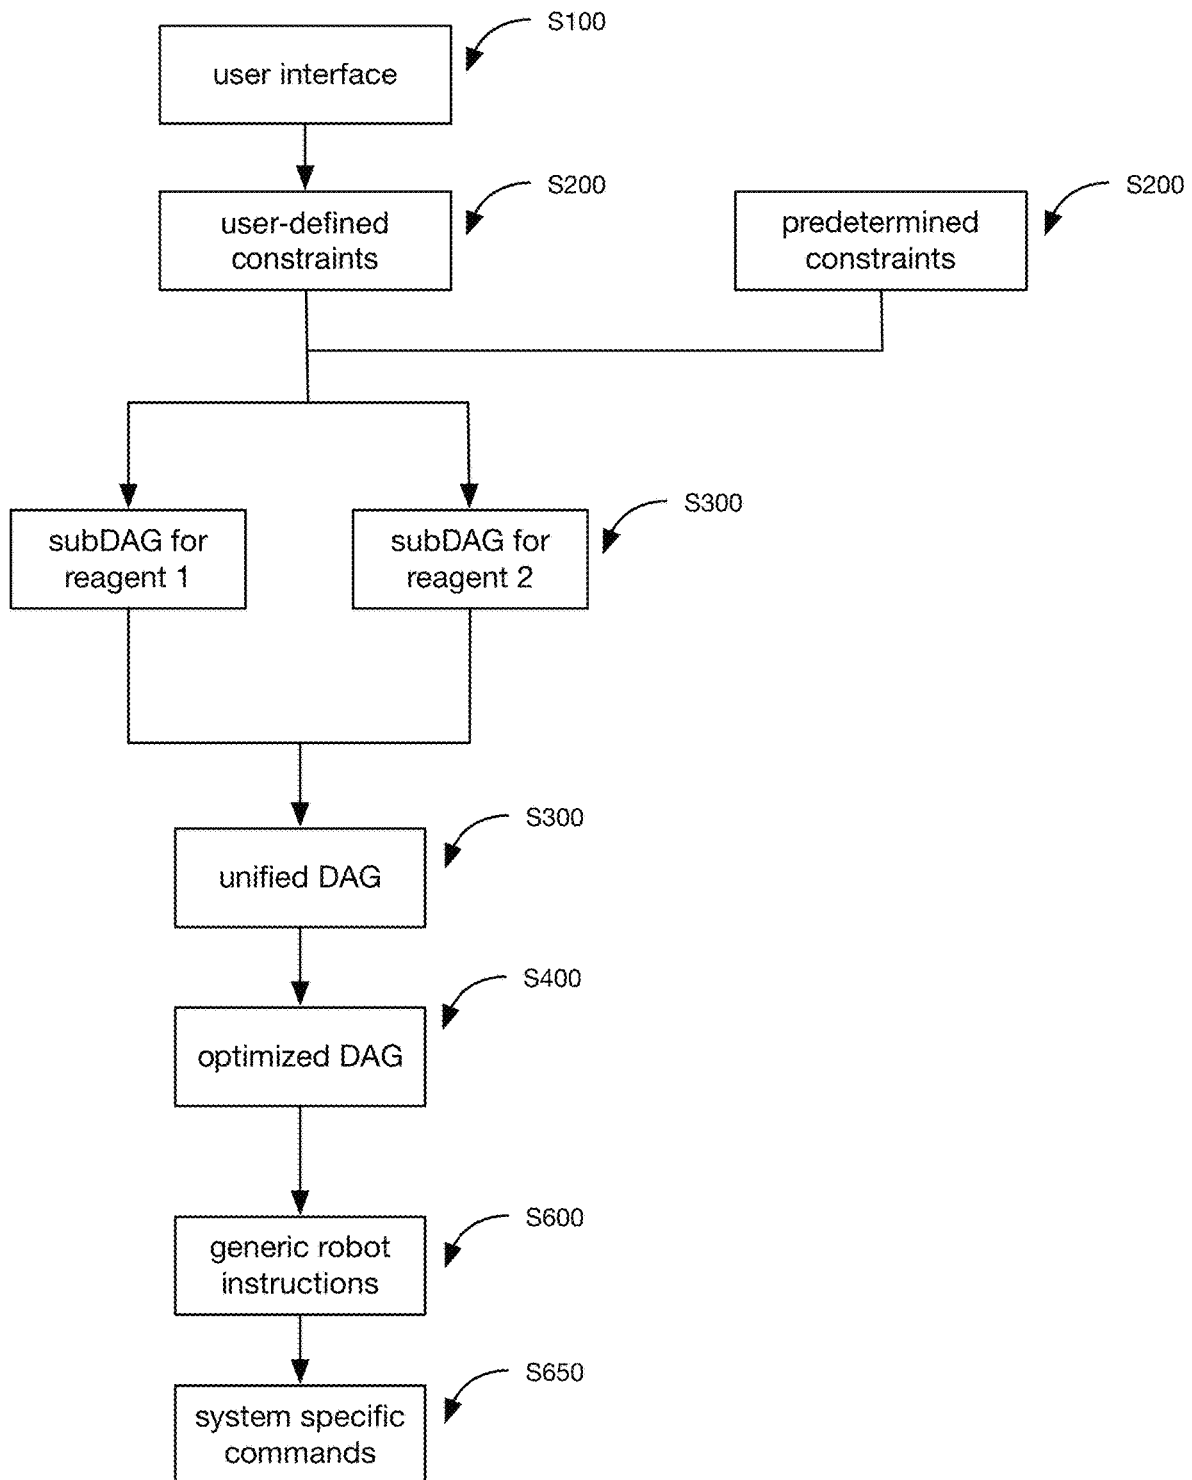 S100
user interface
S200
user-defined
constraints
S200
predetermined
constraints
S300
subDAG for
reagent 1
subDAG for
reagent 2
S300
unified DAG
S400
optimized DAG
S600
generic robot
instructions
S650
system specific
commands